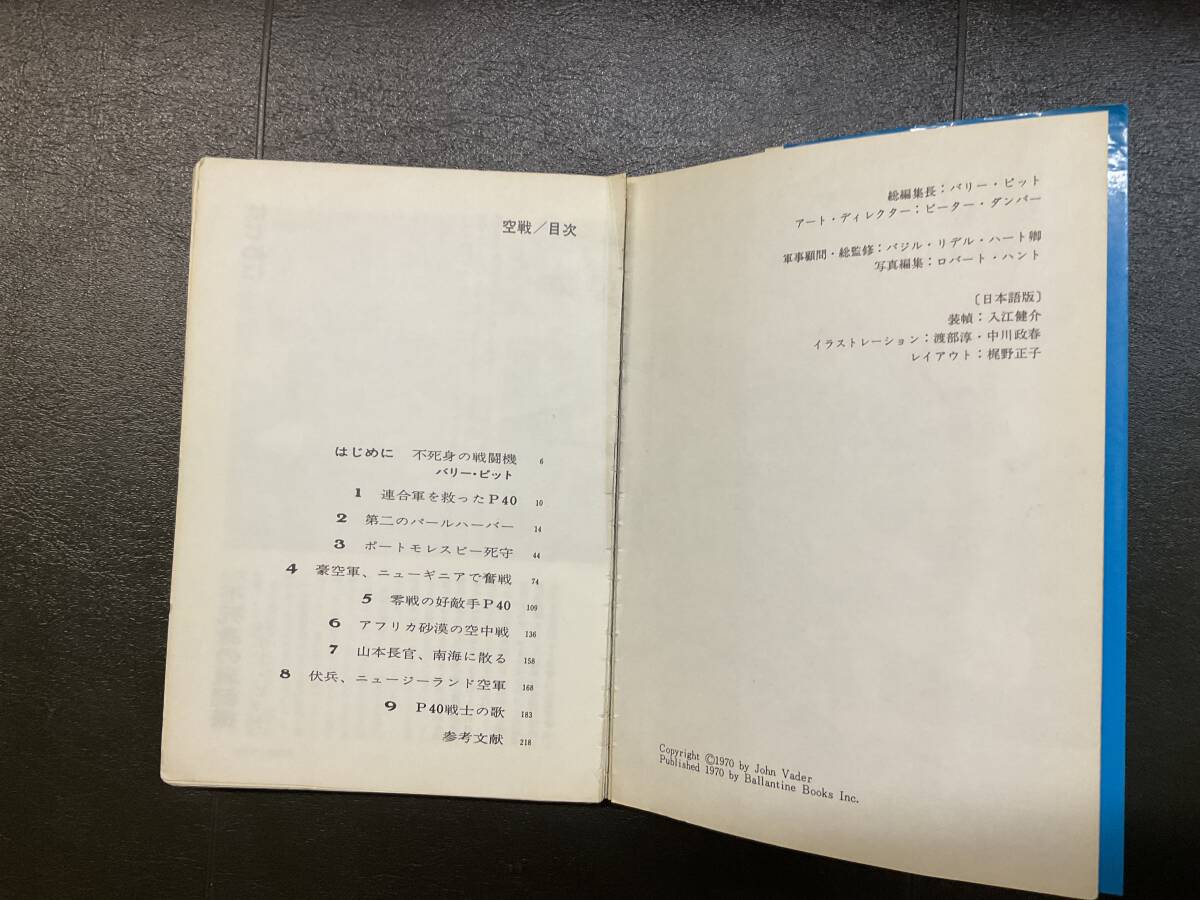 空戦／目次
はじめに 不死身の戦闘機 6
バリー・ピット
1 連合軍を救ったP40 10
2 第二のパールハーバー 14
3 ポートモレスビー死守 44
4 豪空軍、ニューギニアで奮戦 74
5 零戦の好敵手P40 109
6 アフリカ砂漠の空中戦 136
7 山本長官、南海に散る 158
8 伏兵、ニュージーランド空軍 168
9 P40戦士の歌 183
参考文献 218
総編集長：バリー・ピット
アート・ディレクター：ピーター・ダンバー
軍事顧問・総監修：バジル・リデル・ハート卿
写真編集：ロバート・ハント
〔日本語版〕
装幀：入江健介
イラストレーション：渡部淳・中川政春
レイアウト：梶野正子
Copyright ©1970 by John Vader
Published 1970 by Ballantine Books Inc.